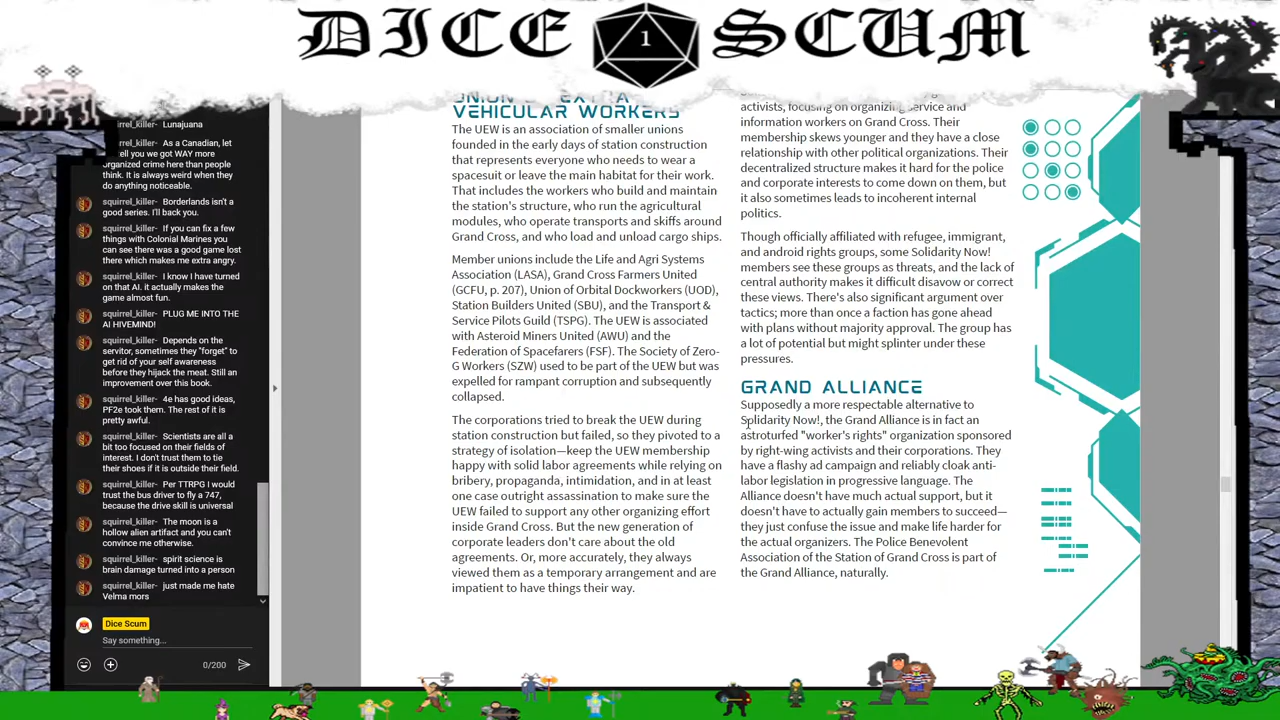 DICE 1 SCUM
squirrel_killer- Lunajuana
As a Canadian, let
tell you we got WAY more
organized crime here than people
think. It is always weird when they
do anything noticeable.
squirrel_killer- Borderlands isn't a
good series. I'll back you.
squirrel_killer- If you can fix a few
things with Colonial Marines you
can see there was a good game lost
there which makes me extra angry.
squirrel_killer- I know I have turned
on that AI. it actually makes the
game almost fun.
squirrel_killer- PLUG ME INTO THE
AI HIVEMIND!
squirrel_killer- Depends on the
servitor, sometimes they "forget" to
get rid of your self awareness
before they hijack the meat. Still an
improvement over this book.
squirrel_killer- 4e has good ideas,
PF2e took them. The rest of it is
pretty awful.
squirrel_killer- Scientists are all a
bit too focused on their fields of
interest. I don't trust them to tie
their shoes if it is outside their field.
squirrel_killer- Per TTRPG I would
trust the bus driver to fly a 747,
because the drive skill is universal
squirrel_killer- The moon is a
hollow alien artifact and you can't
convince me otherwise.
squirrel_killer- spirit science is
brain damage turned into a person
squirrel_killer- just made me hate
Velma mors
Dice Scum
Say something...
0/200
VEHICULAR WORKERS
The UEW is an association of smaller unions
founded in the early days of station construction
that represents everyone who needs to wear a
spacesuit or leave the main habitat for their work.
That includes the workers who build and maintain
the station's structure, who run the agricultural
modules, who operate transports and skiffs around
Grand Cross, and who load and unload cargo ships.
Member unions include the Life and Agri Systems
Association (LASA), Grand Cross Farmers United
(GCFU, p. 207), Union of Orbital Dockworkers (UOD),
Station Builders United (SBU), and the Transport &
Service Pilots Guild (TSPG). The UEW is associated
with Asteroid Miners United (AWU) and the
Federation of Spacefarers (FSF). The Society of Zero-
G Workers (SZW) used to be part of the UEW but was
expelled for rampant corruption and subsequently
collapsed.
The corporations tried to break the UEW during
station construction but failed, so they pivoted to a
strategy of isolation—keep the UEW membership
happy with solid labor agreements while relying on
bribery, propaganda, intimidation, and in at least
one case outright assassination to make sure the
UEW failed to support any other organizing effort
inside Grand Cross. But the new generation of
corporate leaders don't care about the old
agreements. Or, more accurately, they always
viewed them as a temporary arrangement and are
impatient to have things their way.
activists, focusing on organizing service and
information workers on Grand Cross. Their
membership skews younger and they have a close
relationship with other political organizations. Their
decentralized structure makes it hard for the police
and corporate interests to come down on them, but
it also sometimes leads to incoherent internal
politics.
Though officially affiliated with refugee, immigrant,
and android rights groups, some Solidarity Now!
members see these groups as threats, and the lack of
central authority makes it difficult disavow or correct
these views. There's also significant argument over
tactics; more than once a faction has gone ahead
with plans without majority approval. The group has
a lot of potential but might splinter under these
pressures.
GRAND ALLIANCE
Supposedly a more respectable alternative to
Solidarity Now!, the Grand Alliance is in fact an
astroturfed "worker's rights" organization sponsored
by right-wing activists and their corporations. They
have a flashy ad campaign and reliably cloak anti-
labor legislation in progressive language. The
Alliance doesn't have much actual support, but it
doesn't have to actually gain members to succeed—
they just confuse the issue and make life harder for
the actual organizers. The Police Benevolent
Association of the Station of Grand Cross is part of
the Grand Alliance, naturally.